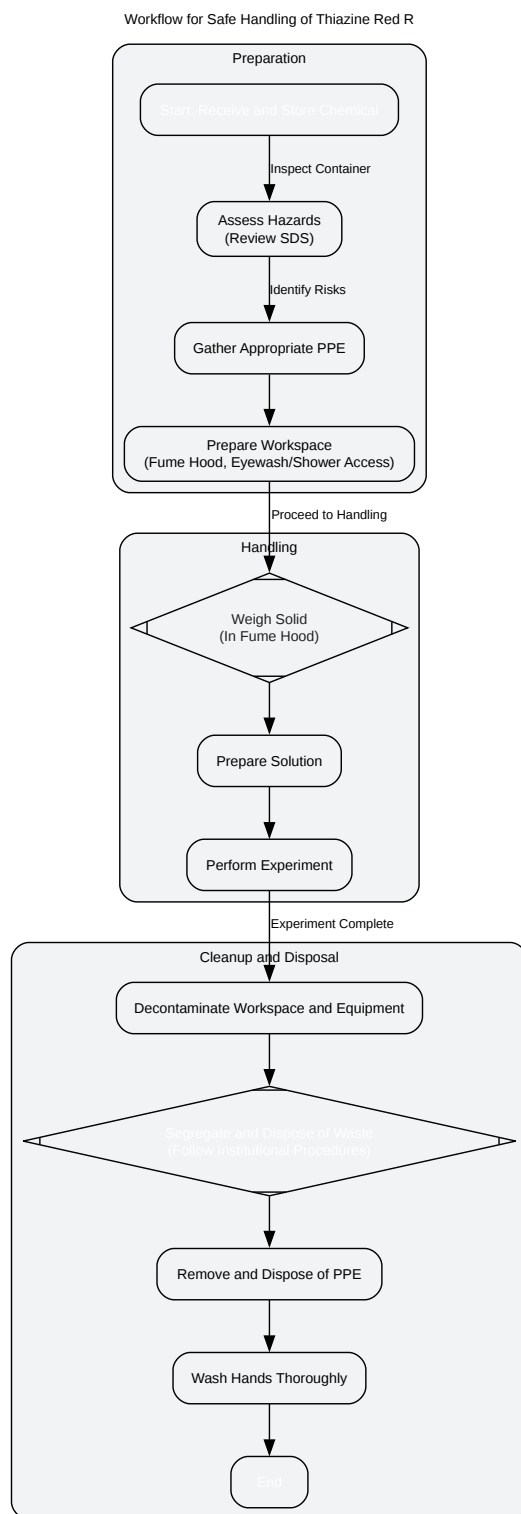 Workflow for Safe Handling of Thiazine Red R
Preparation
Start: Receive and Store Chemical
Inspect Container
Assess Hazards
(Review SDS)
Identify Risks
Gather Appropriate PPE
Prepare Workspace
(Fume Hood, Eyewash/Shower Access)
Proceed to Handling
Handling
Weigh Solid
(In Fume Hood)
Prepare Solution
Perform Experiment
Experiment Complete
Cleanup and Disposal
Decontaminate Workspace and Equipment
Segregate and Dispose of Waste
(Follow Institutional Procedures)
Remove and Dispose of PPE
Wash Hands Thoroughly
End